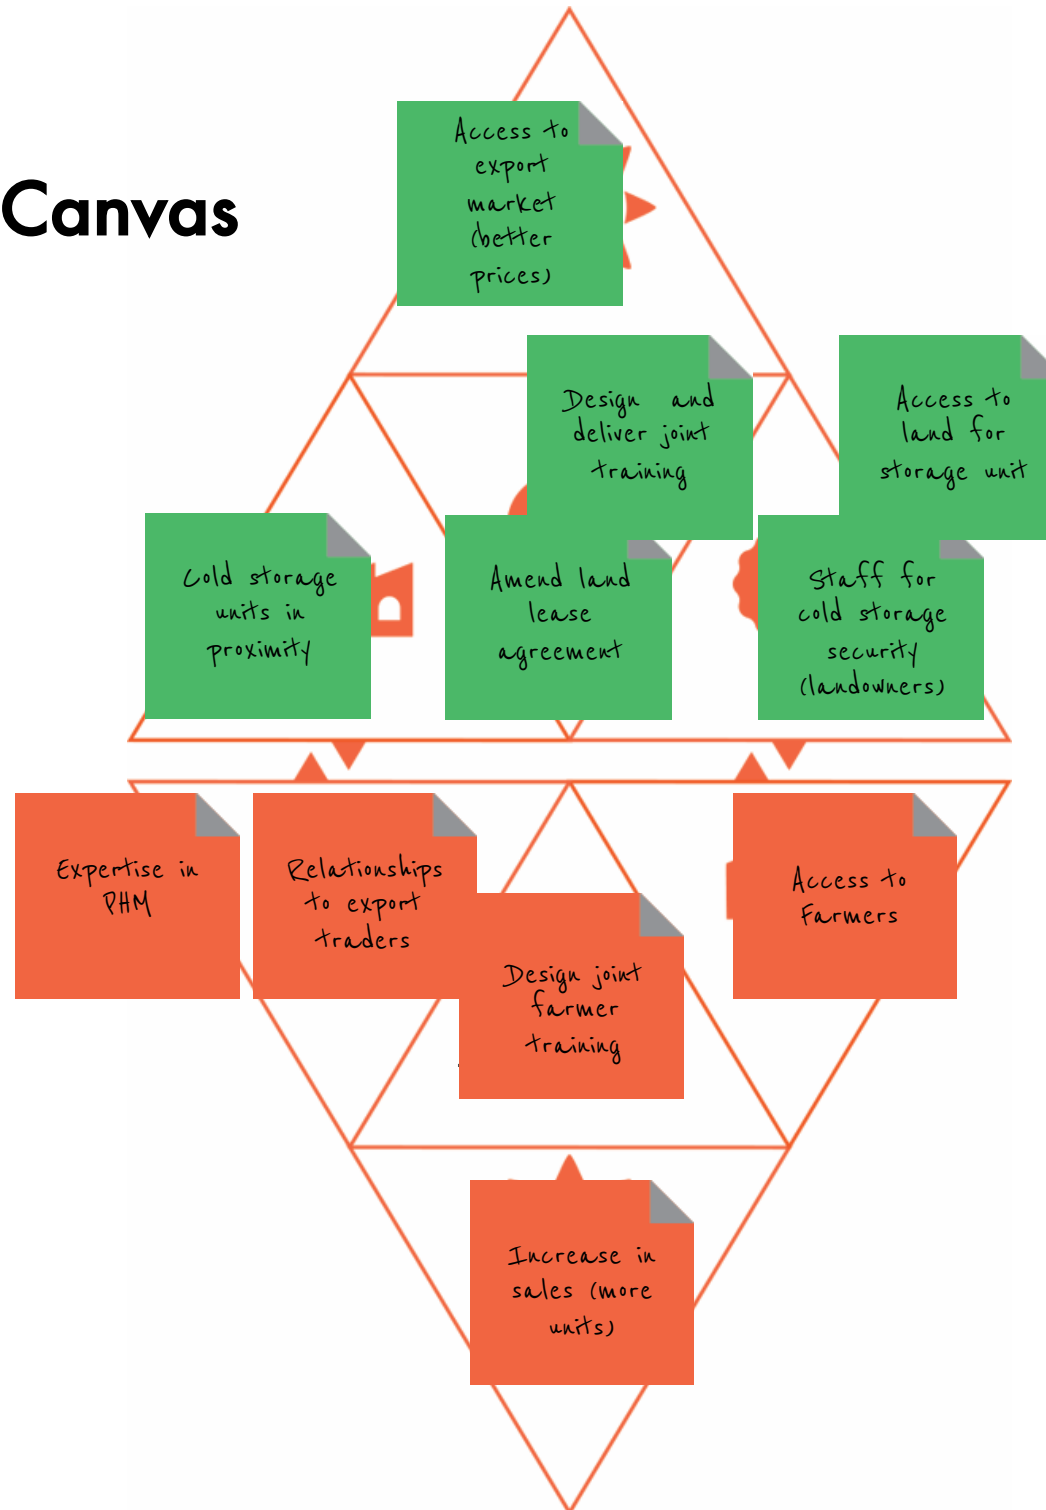 Canvas
Access to
export
market
(better
prices)
Design and
deliver joint
training
Access to
land for
storage unit
Cold storage
units in
proximity
Amend land
lease
agreement
Staff for
cold storage
security
(landowners)
Expertise in
PHM
Relationships
to export
traders
Design joint
farmer
training
Access to
Farmers
Increase in
sales (more
units)